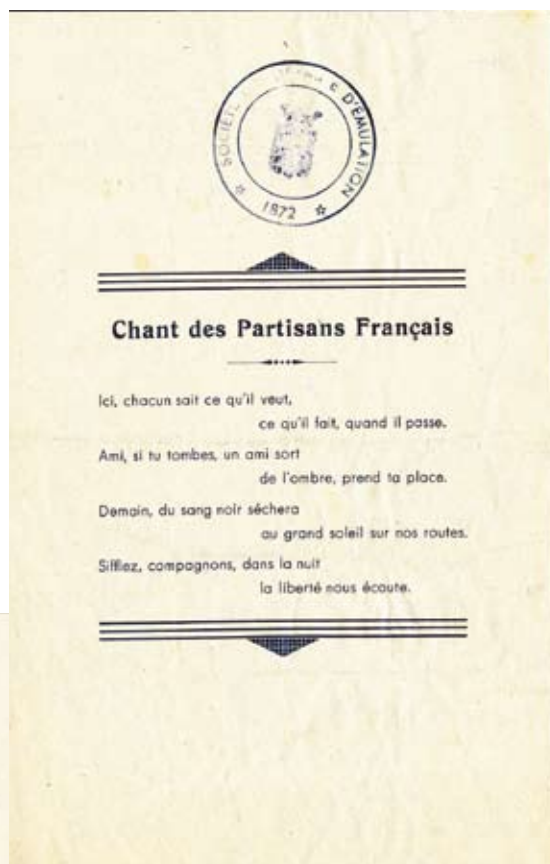 SOCIÉTÉ D'ÉMULATION
1872
Chant des Partisans Français
Ici, chacun sait ce qu'il veut,
ce qu'il fait, quand il passe.
Ami, si tu tombes, un ami sort
de l'ombre, prend ta place.
Demain, du sang noir séchera
au grand soleil sur nos routes.
Sifflez, compagnons, dans la nuit
la liberté nous écoute.